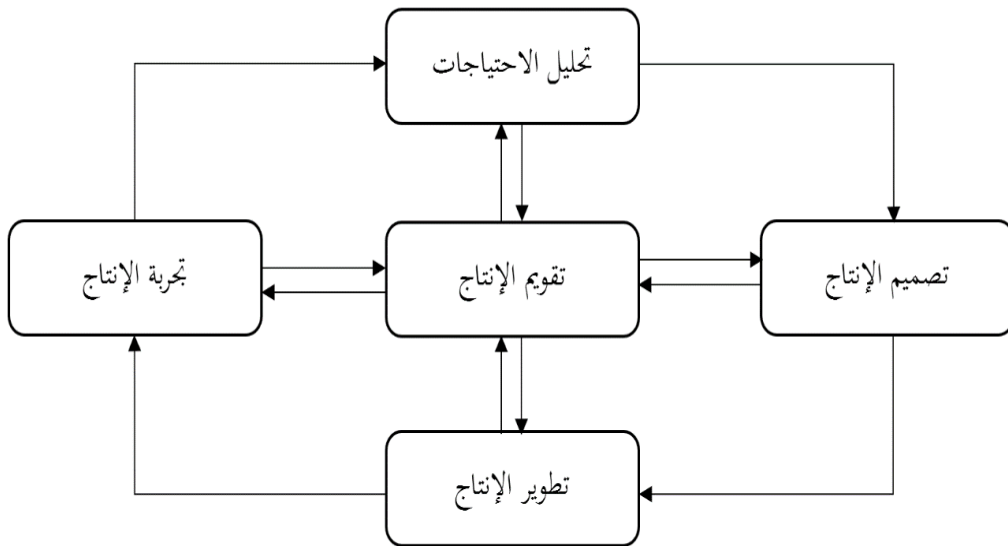 تحليل الاحتياجات
تصميم الإنتاج
تقويم الإنتاج
تجربة الإنتاج
تطوير الإنتاج